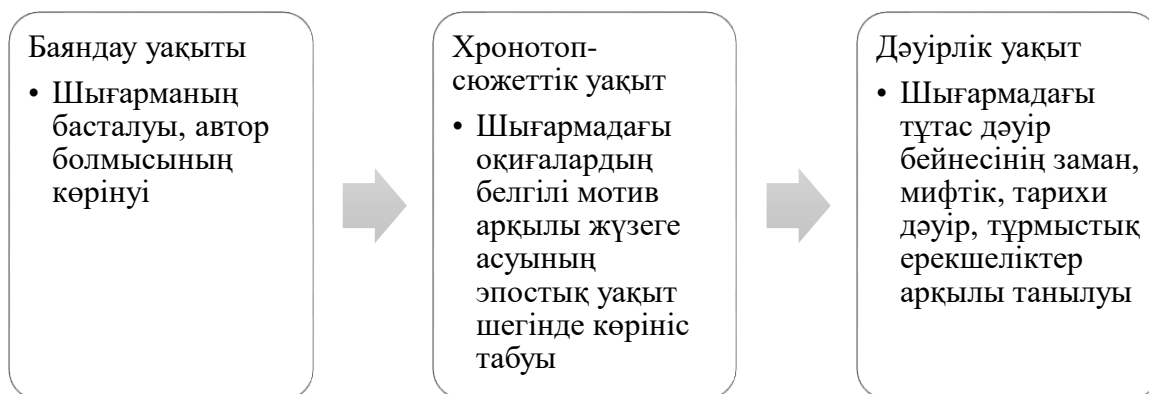 Баяндау уақыты
• Шығарманың
басталуы, автор
болмысының
көрінуі
Хронотоп-
сюжеттік уақыт
• Шығармадағы
оқиғалардың
белгілі мотив
арқылы жүзеге
асуының
эпостық уақыт
шегінде көрініс
табуы
Дәуірлік уақыт
• Шығармадағы
тұтас дәуір
бейнесінің заман,
мифтік, тарихи
дәуір, тұрмыстық
ерекшеліктер
арқылы танылуы